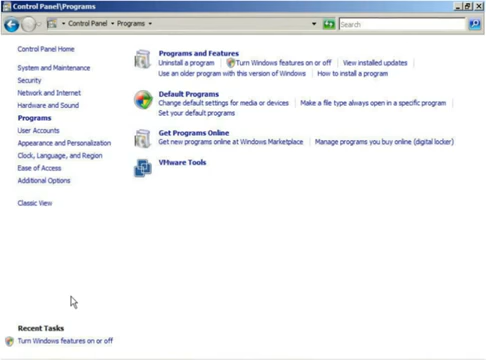 Control Panel\Programs
Control Panel ▸ Programs ▸
Search
Control Panel Home
System and Maintenance
Security
Network and Internet
Hardware and Sound
Programs
User Accounts
Appearance and Personalization
Clock, Language, and Region
Ease of Access
Additional Options
Classic View
Programs and Features
Uninstall a program | Turn Windows features on or off | View installed updates
Use an older program with this version of Windows | How to install a program
Default Programs
Change default settings for media or devices | Make a file type always open in a specific program
Set your default programs
Get Programs Online
Get new programs online at Windows Marketplace | Manage programs you buy online (digital locker)
VMware Tools
Recent Tasks
Turn Windows features on or off